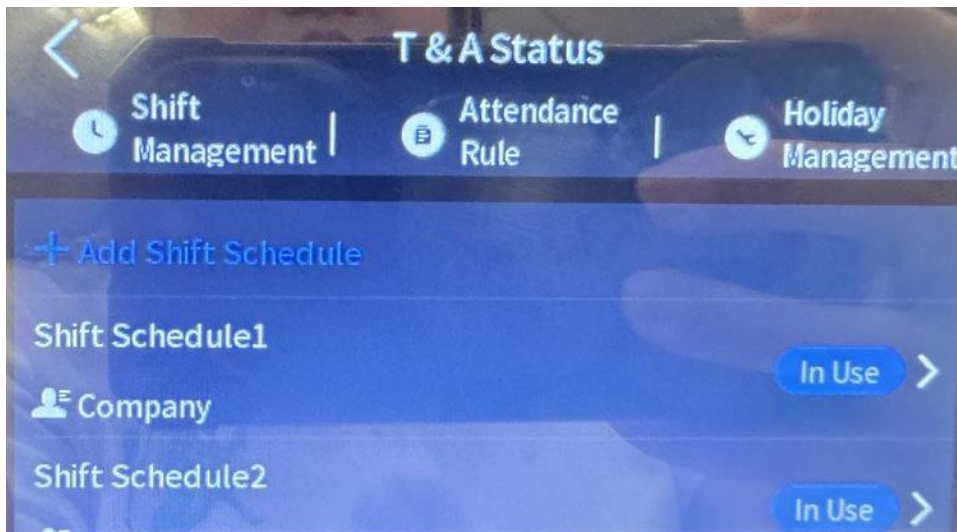 T & A Status
Shift
Management
Attendance
Rule
Holiday
Management
+ Add Shift Schedule
Shift Schedule1
In Use
Company
Shift Schedule2
In Use